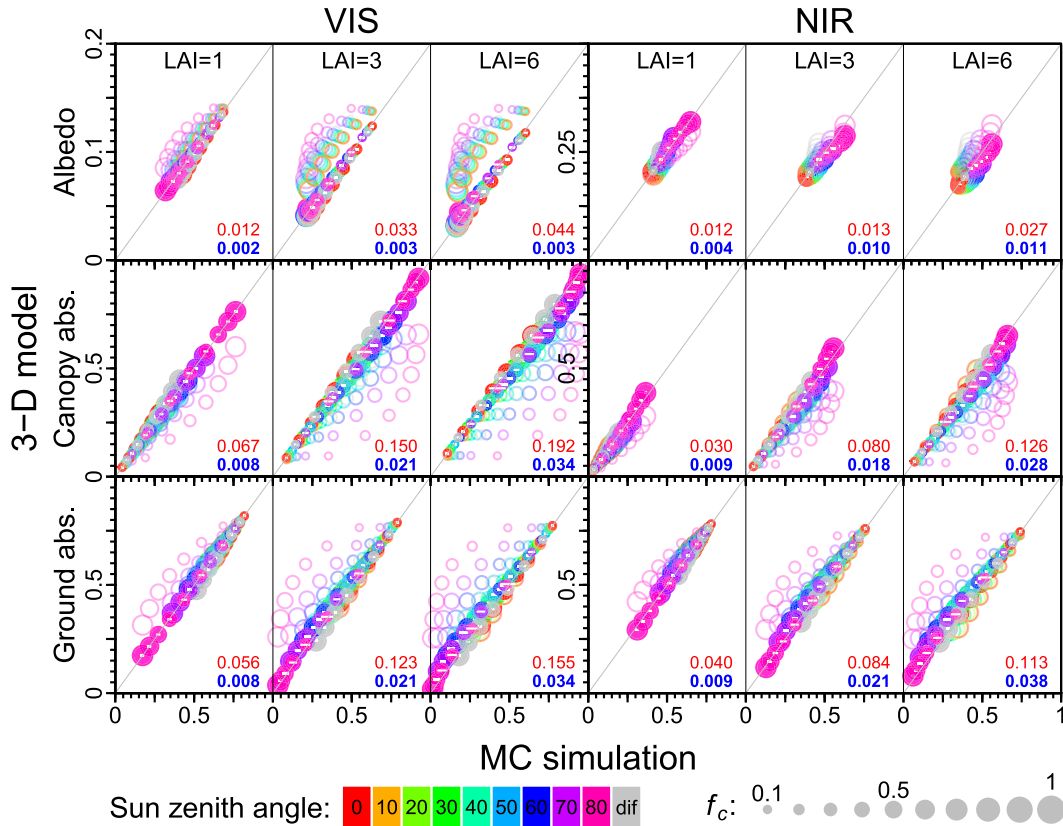 VIS NIR
0.2 LAI=1 LAI=3 LAI=6 LAI=1 LAI=3 LAI=6
Albedo 0.1 0.25
0.012 0.033 0.044 0.012 0.013 0.027
0 0.002 0.003 0.003 0.004 0.010 0.011
3−D model
Canopy abs. 0.5 0.5
0.067 0.150 0.192 0.030 0.080 0.126
0 0.008 0.021 0.034 0.009 0.018 0.028
Ground abs. 0.5 0.5
0.056 0.123 0.155 0.040 0.084 0.113
0 0.008 0.021 0.034 0.009 0.021 0.038
0 0.5 0 0.5 0 0.5 0 0.5 0 0.5 0 0.5 1
MC simulation
Sun zenith angle: 0 10 20 30 40 50 60 70 80 dif
fc: 0.1 0.5 1